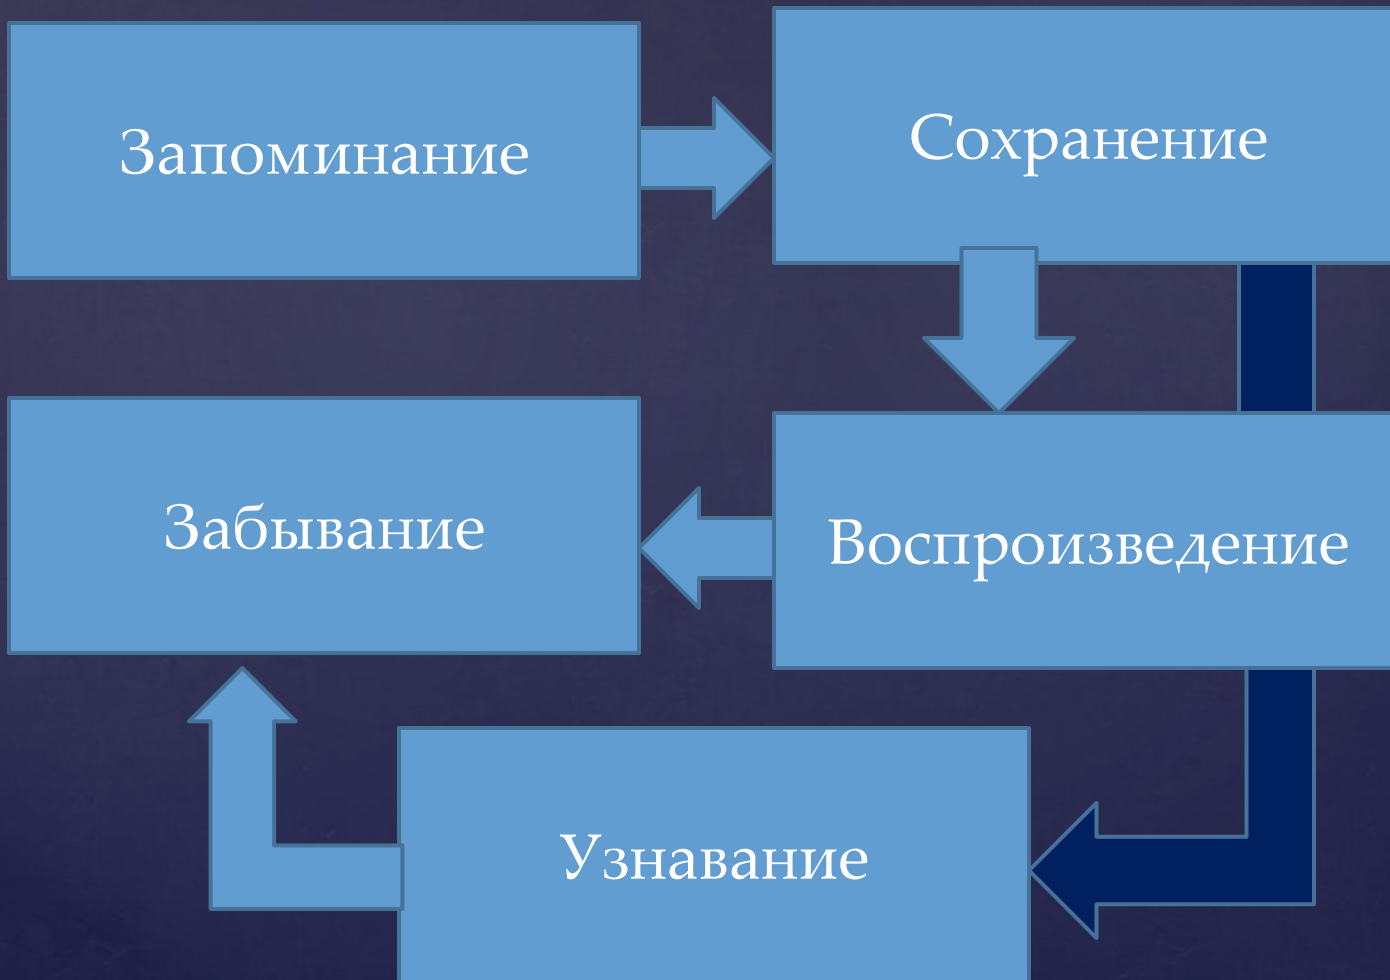 Запоминание
Сохранение
Забывание
Воспроизведение
Узнавание